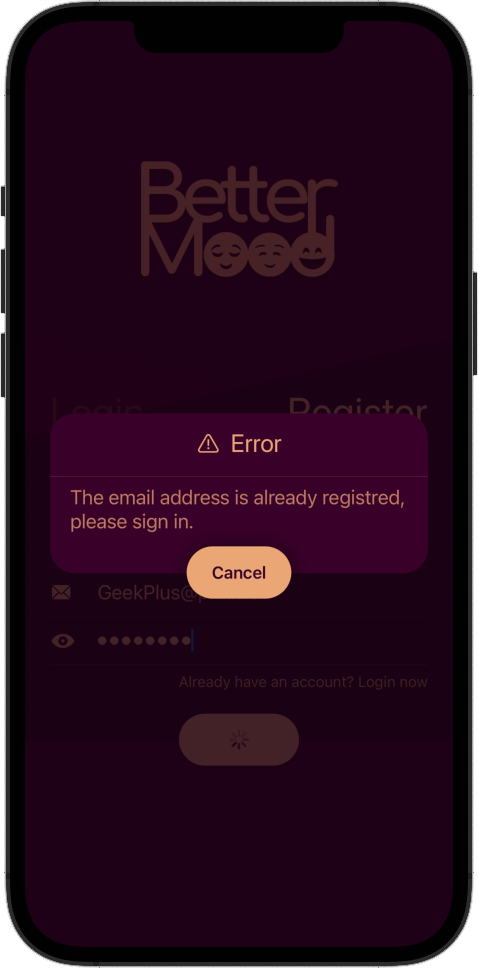 Better
Mood
Login
Register
Error
The email address is already registred,
please sign in.
Cancel
GeekPlus@
Already have an account? Login now